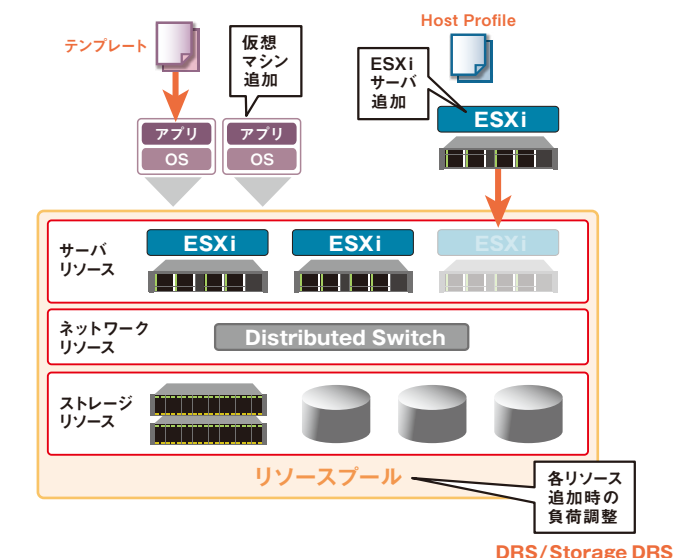 Host Profile
テンプレート
仮想
マシン
追加
ESXi
サーバ
追加
ESXi
アプリ
アプリ
OS
OS
サーバ
リソース
ESXi
ESXi
ESXi
ネットワーク
リソース
Distributed Switch
ストレージ
リソース
リソースプール
各リソース
追加時の
負荷調整
DRS/Storage DRS